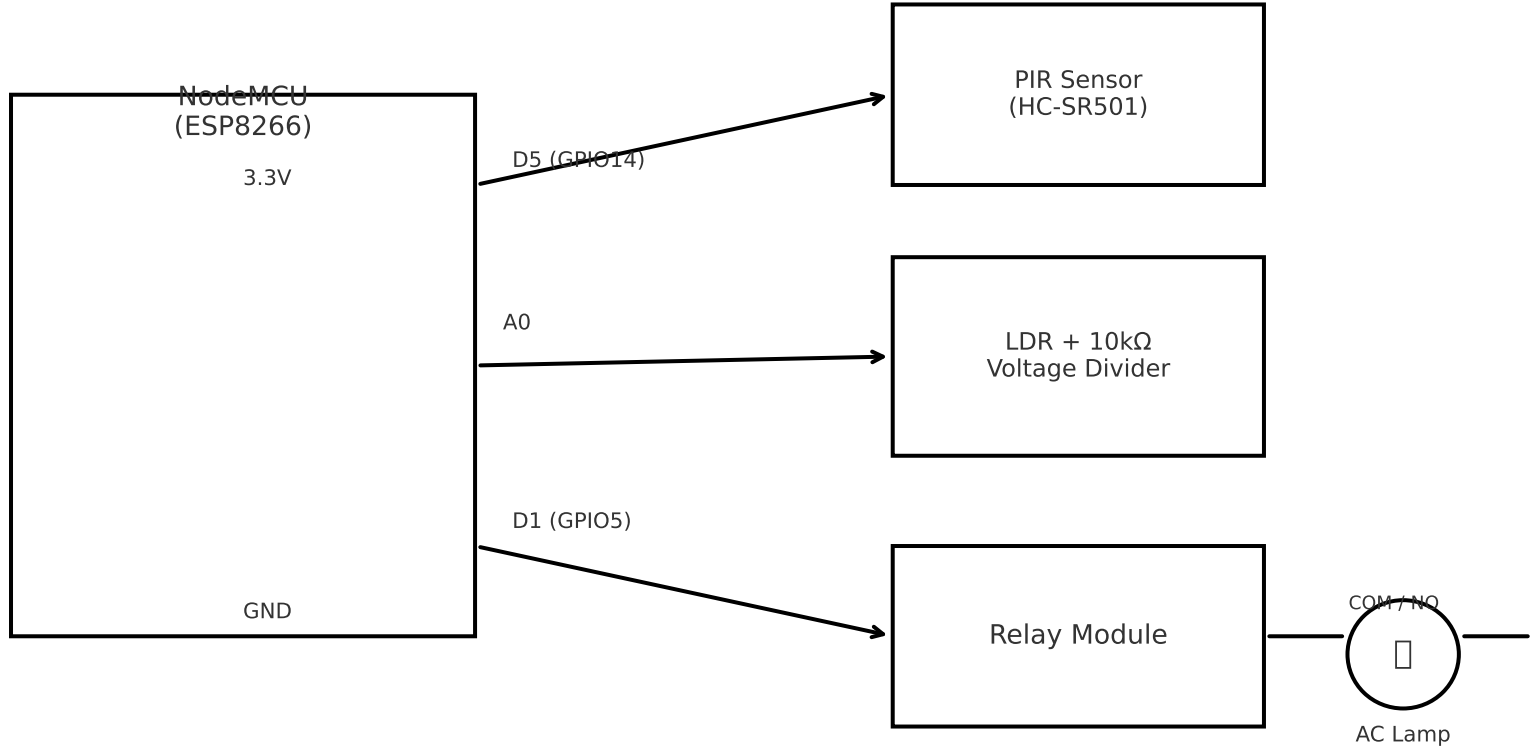 NodeMCU
(ESP8266)
3.3V
GND
D5 (GPIO14)
A0
D1 (GPIO5)
PIR Sensor
(HC-SR501)
LDR + 10kΩ
Voltage Divider
Relay Module
COM / NO
AC Lamp